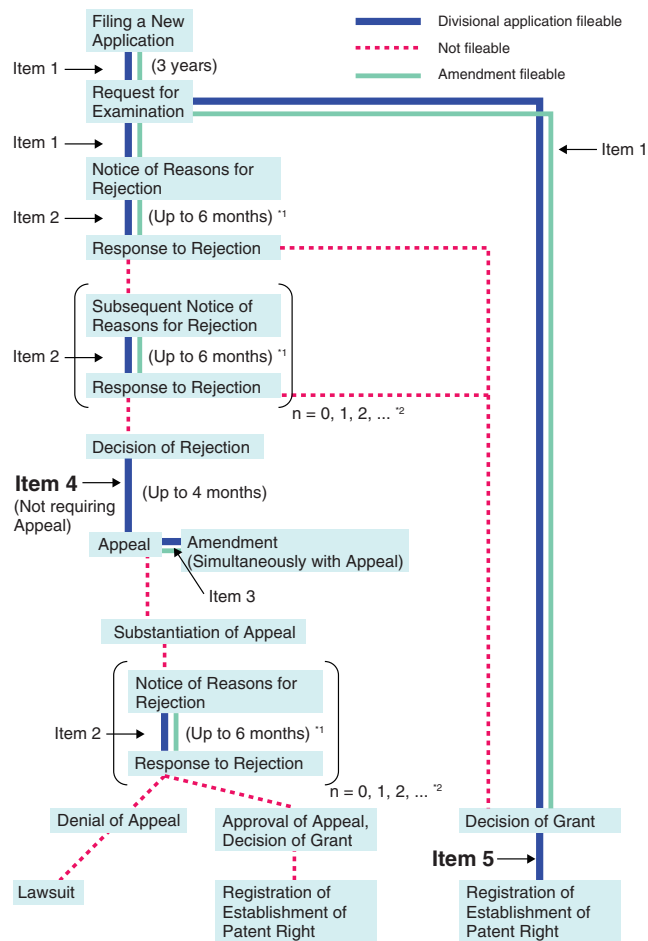 Filing a New
Application
Divisional application fileable
Not fileable
Amendment fileable
Item 1
(3 years)
Request for
Examination
Item 1
Item 1
Notice of Reasons for
Rejection
Item 2
(Up to 6 months) *1
Response to Rejection
Subsequent Notice of
Reasons for Rejection
Item 2
(Up to 6 months) *1
Response to Rejection
n = 0, 1, 2, ... *2
Decision of Rejection
Item 4
(Not requiring
Appeal)
(Up to 4 months)
Appeal
Amendment
(Simultaneously with Appeal)
Item 3
Substantiation of Appeal
Notice of Reasons for
Rejection
Item 2
(Up to 6 months) *1
Response to Rejection
n = 0, 1, 2, ... *2
Denial of Appeal
Approval of Appeal,
Decision of Grant
Decision of Grant
Item 5
Lawsuit
Registration of
Establishment of
Patent Right
Registration of
Establishment of
Patent Right